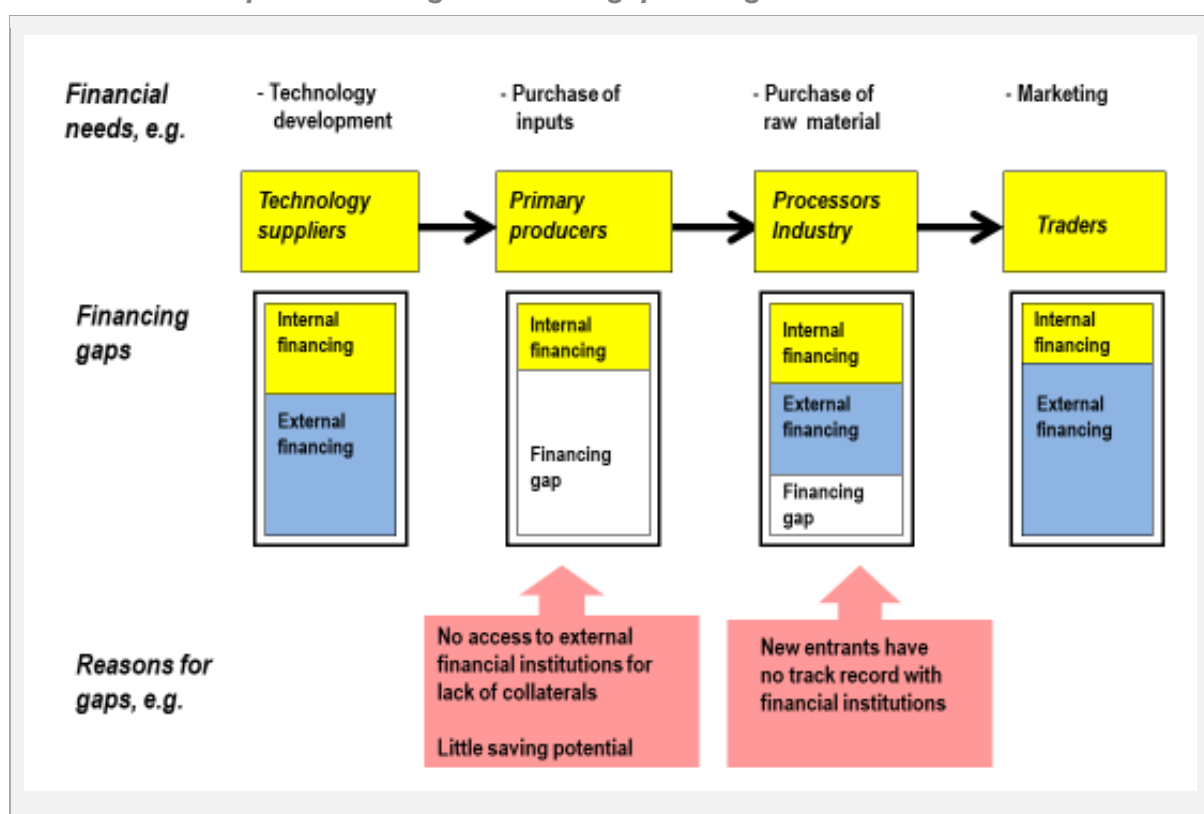 Financial
needs, e.g.
- Technology
development
- Purchase of
inputs
- Purchase of
raw material
- Marketing
Technology
suppliers
Primary
producers
Processors
Industry
Traders
Financing
gaps
Internal
financing
External
financing
Internal
financing
Financing
gap
Internal
financing
External
financing
Financing
gap
Internal
financing
External
financing
Reasons for
gaps, e.g.
No access to external
financial institutions for
lack of collaterals
Little saving potential
New entrants have
no track record with
financial institutions